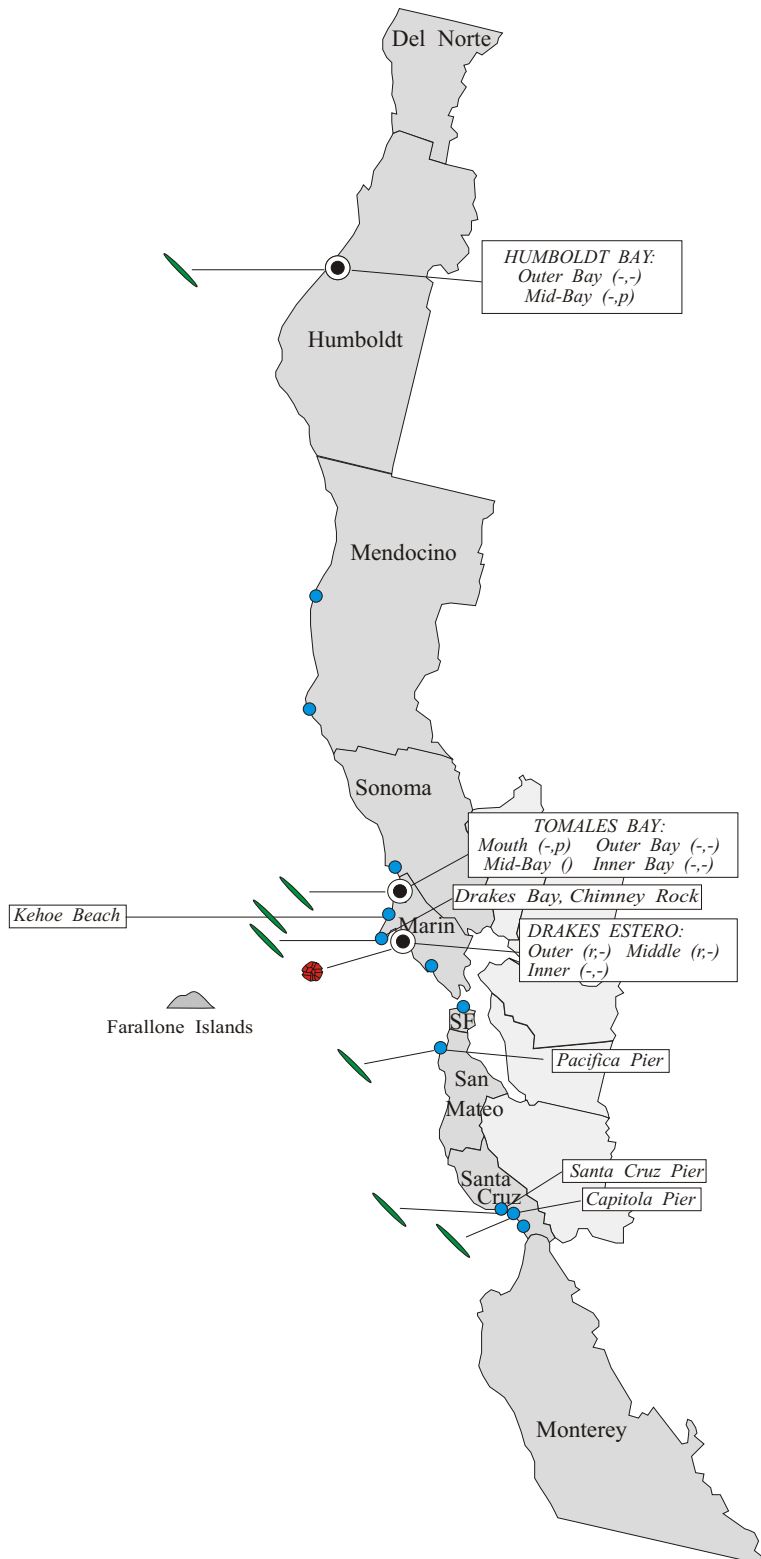 Del Norte
HUMBOLDT BAY:
Outer Bay (-,-)
Mid-Bay (-,p)
Humboldt
Mendocino
Sonoma
TOMALES BAY:
Mouth (-,p) Outer Bay (-,-)
Mid-Bay () Inner Bay (-,-)
Drakes Bay, Chimney Rock
Kehoe Beach
Marin
DRAKES ESTERO:
Outer (r,-) Middle (r,-)
Inner (-,-)
Farallone Islands
SF
Pacifica Pier
San
Mateo
Santa Cruz Pier
Santa
Cruz
Capitola Pier
Monterey